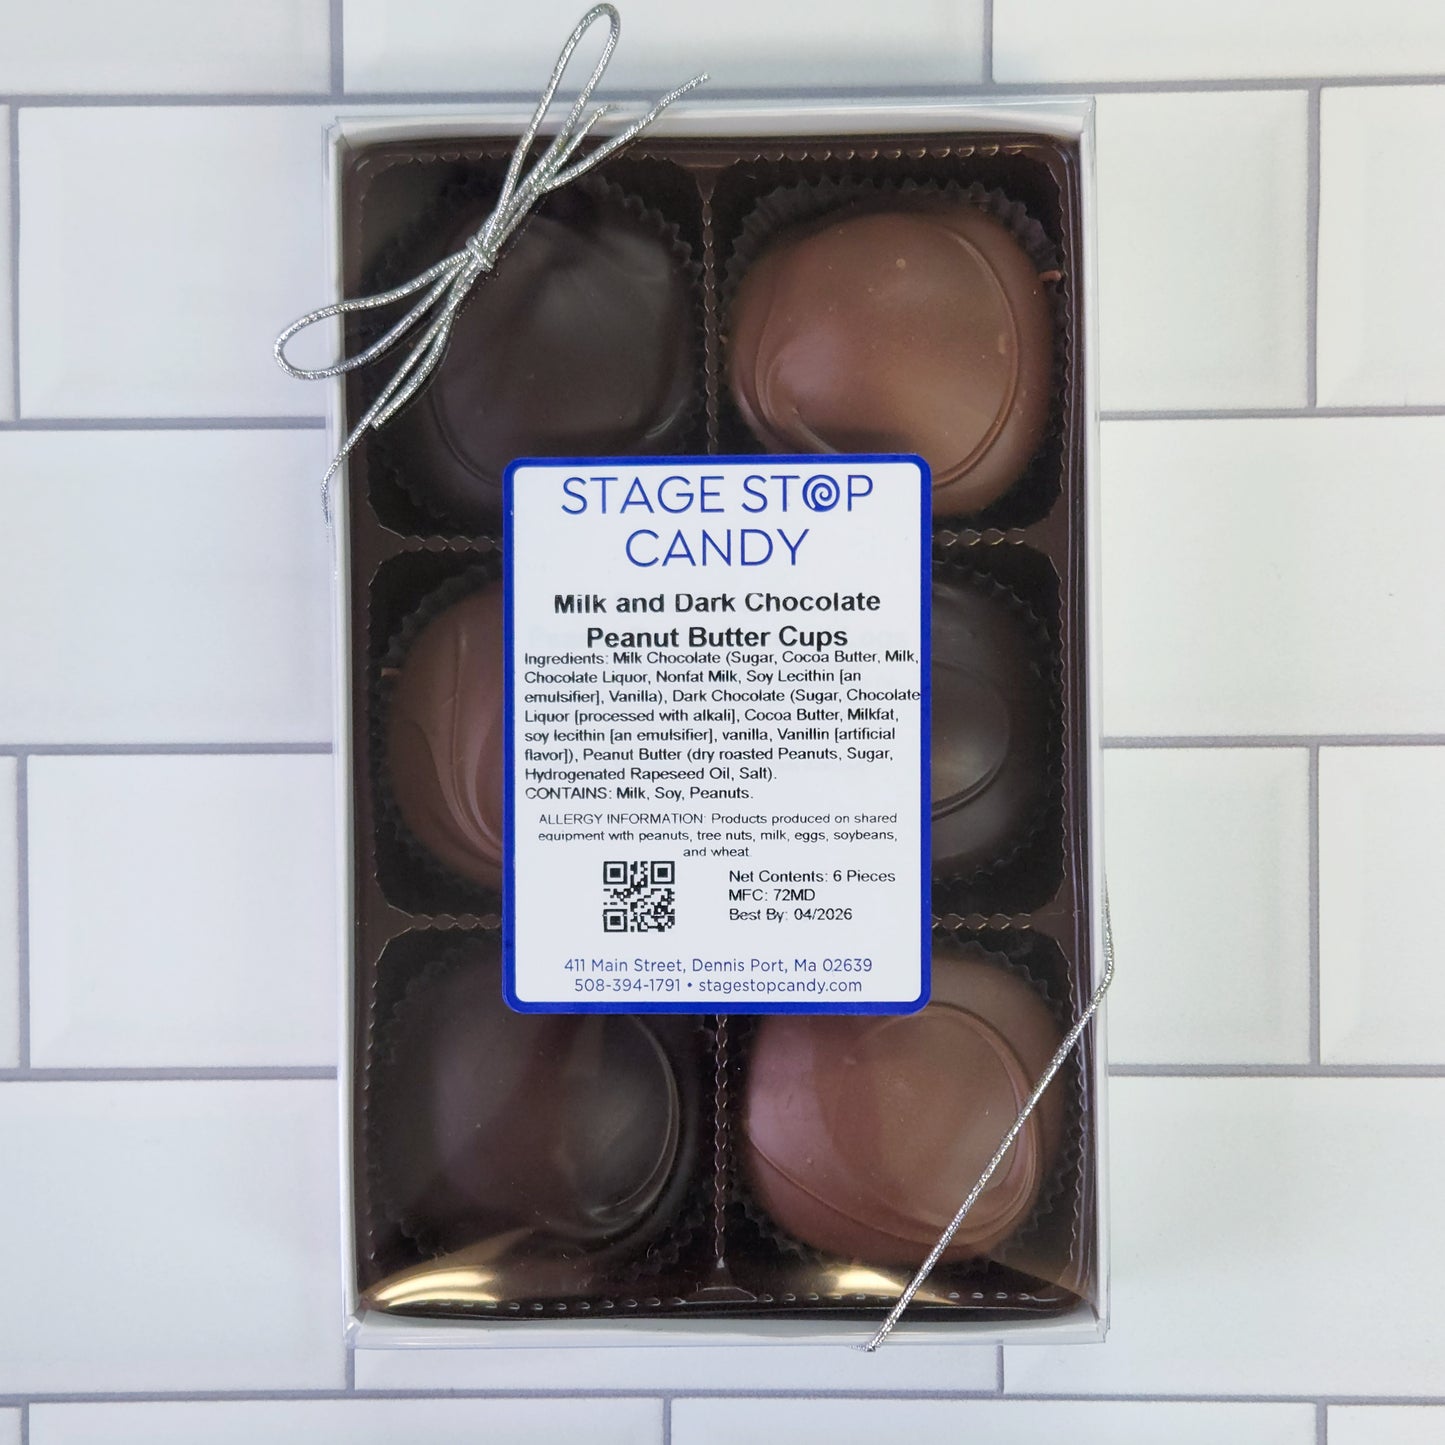 STAGE STOP
CANDY
Milk and Dark Chocolate
Peanut Butter Cups
Ingredients: Milk Chocolate (Sugar, Cocoa Butter, Milk,
Chocolate Liquor, Nonfat Milk, Soy Lecithin [an
emulsifier], Vanilla), Dark Chocolate (Sugar, Chocolate
Liquor [processed with alkali], Cocoa Butter, Milkfat,
soy lecithin [an emulsifier], vanilla, Vanillin [artificial
flavor]), Peanut Butter (dry roasted Peanuts, Sugar,
Hydrogenated Rapeseed Oil, Salt).
CONTAINS: Milk, Soy, Peanuts.
ALLERGY INFORMATION: Products produced on shared
equipment with peanuts, tree nuts, milk, eggs, soybeans,
and wheat.
Net Contents: 6 Pieces
MFC: 72MD
Best By: 04/2026
411 Main Street, Dennis Port, Ma 02639
508-394-1791 • stagestopcandy.com